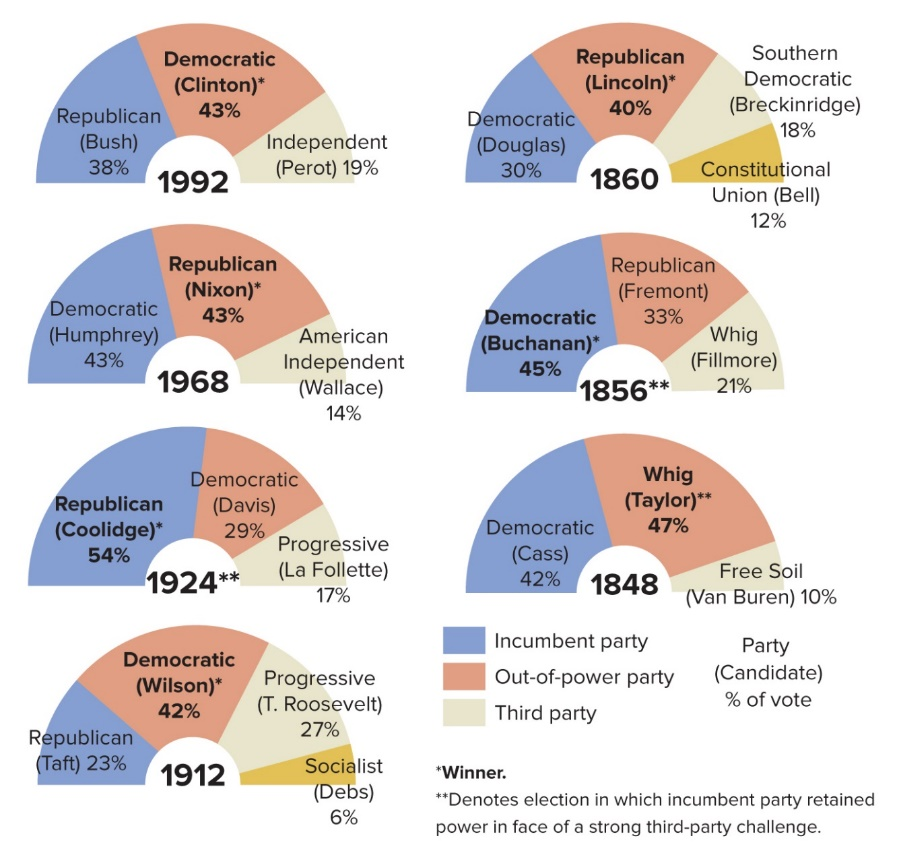 Democratic
(Clinton)*
43%
Republican
(Bush)
38%
Independent
(Perot) 19%
1992
Republican
(Lincoln)*
40%
Southern
Democratic
(Breckinridge)
18%
Democratic
(Douglas)
30%
Constitutional
Union (Bell)
12%
1860
Republican
(Nixon)*
43%
Democratic
(Humphrey)
43%
American
Independent
(Wallace)
14%
1968
Republican
(Fremont)
33%
Democratic
(Buchanan)*
45%
Whig
(Fillmore)
21%
1856**
Democratic
(Davis)
29%
Republican
(Coolidge)*
54%
Progressive
(La Follette)
17%
1924**
Whig
(Taylor)**
47%
Democratic
(Cass)
42%
Free Soil
(Van Buren) 10%
1848
Democratic
(Wilson)*
42%
Progressive
(T. Roosevelt)
27%
Republican
(Taft) 23%
Socialist
(Debs)
6%
1912
Incumbent party
Out-of-power party
Third party
Party
(Candidate)
% of vote
*Winner.
**Denotes election in which incumbent party retained
power in face of a strong third-party challenge.